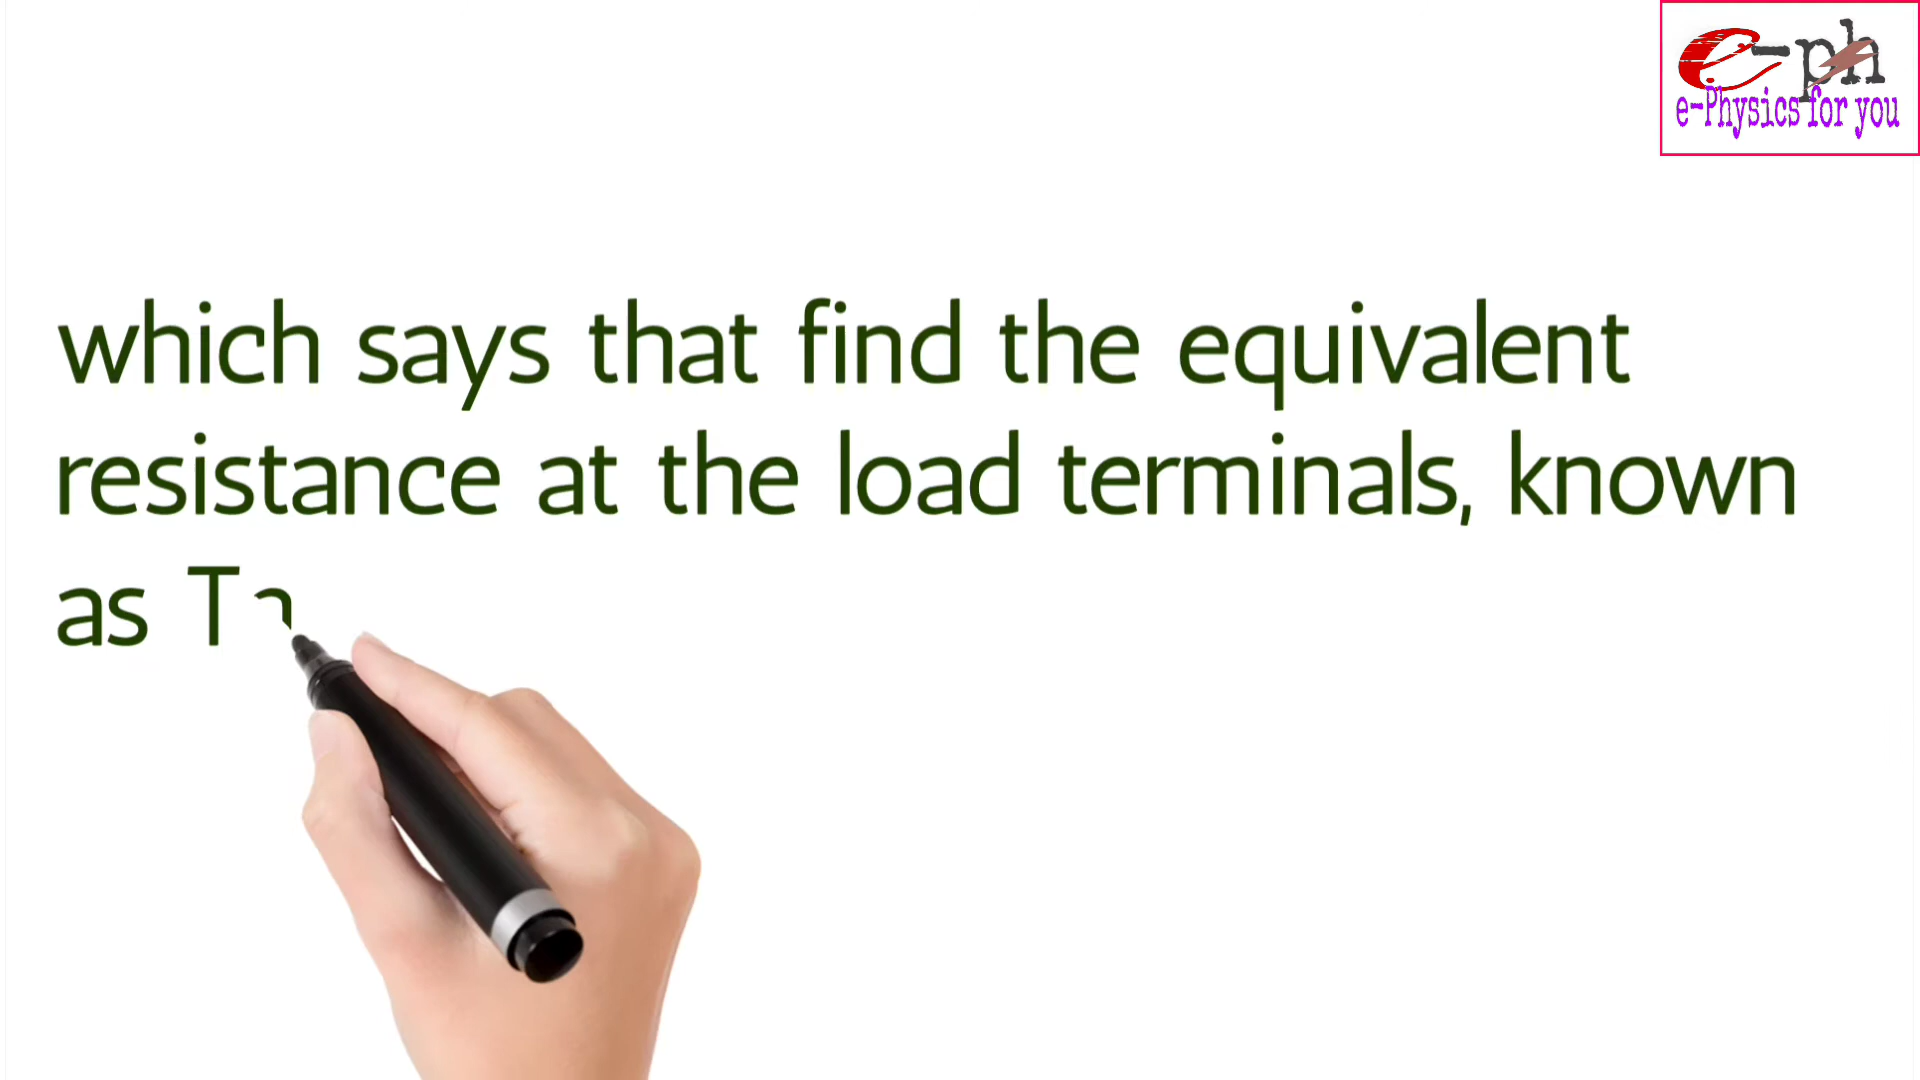 e-ph
e-Physics for you
which says that find the equivalent
resistance at the load terminals, known
as T